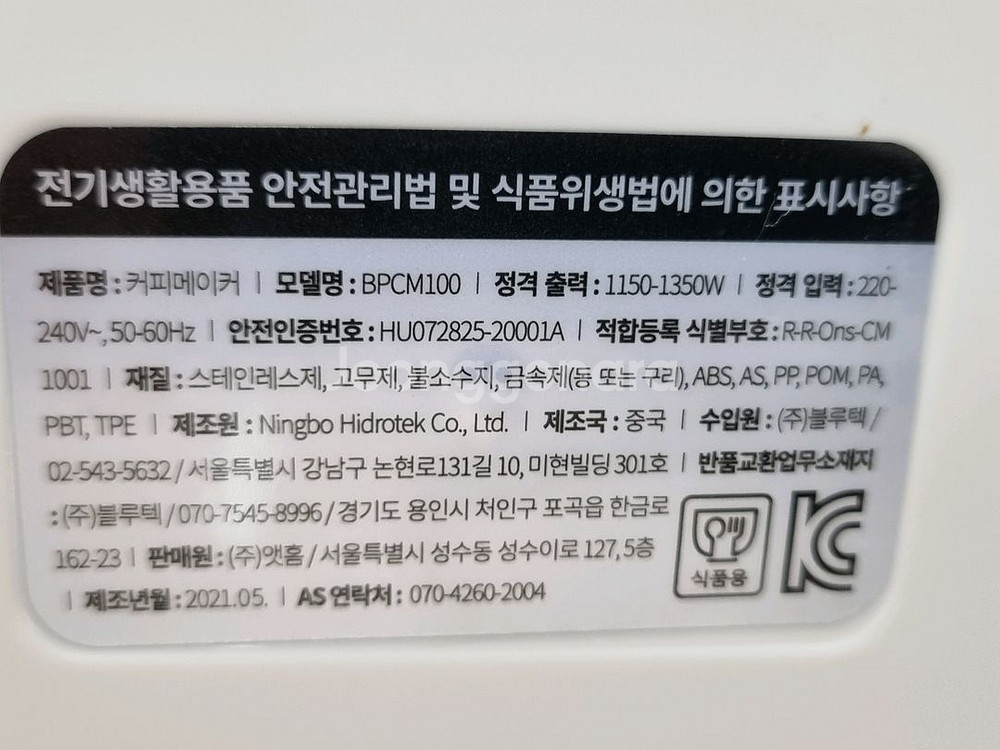 전기생활용품 안전관리법 및 식품위생법에 의한 표시사항
제품명 : 커피메이커 | 모델명 : BPCM100 | 정격 출력 : 1150-1350W | 정격 입력 : 220-
240V~, 50-60Hz | 안전인증번호 : HU072825-20001A | 적합등록 식별부호 : R-R-Ons-CM
1001 | 재질 : 스테인레스제, 고무제, 불소수지, 금속제(동 또는 구리), ABS, AS, PP, POM, PA,
PBT, TPE | 제조원 : Ningbo Hidrotek Co., Ltd. | 제조국 : 중국 | 수입원 : (주)블루텍 /
02-543-5632 / 서울특별시 강남구 논현로131길 10, 미현빌딩 301호 | 반품교환업무소재지
: (주)블루텍 / 070-7545-8996 / 경기도 용인시 처인구 포곡읍 한금로
162-23 | 판매원 : (주)앳홈 / 서울특별시 성수동 성수이로 127, 5층
| 제조년월 : 2021.05. | AS 연락처 : 070-4260-2004
식품용
joonggonara